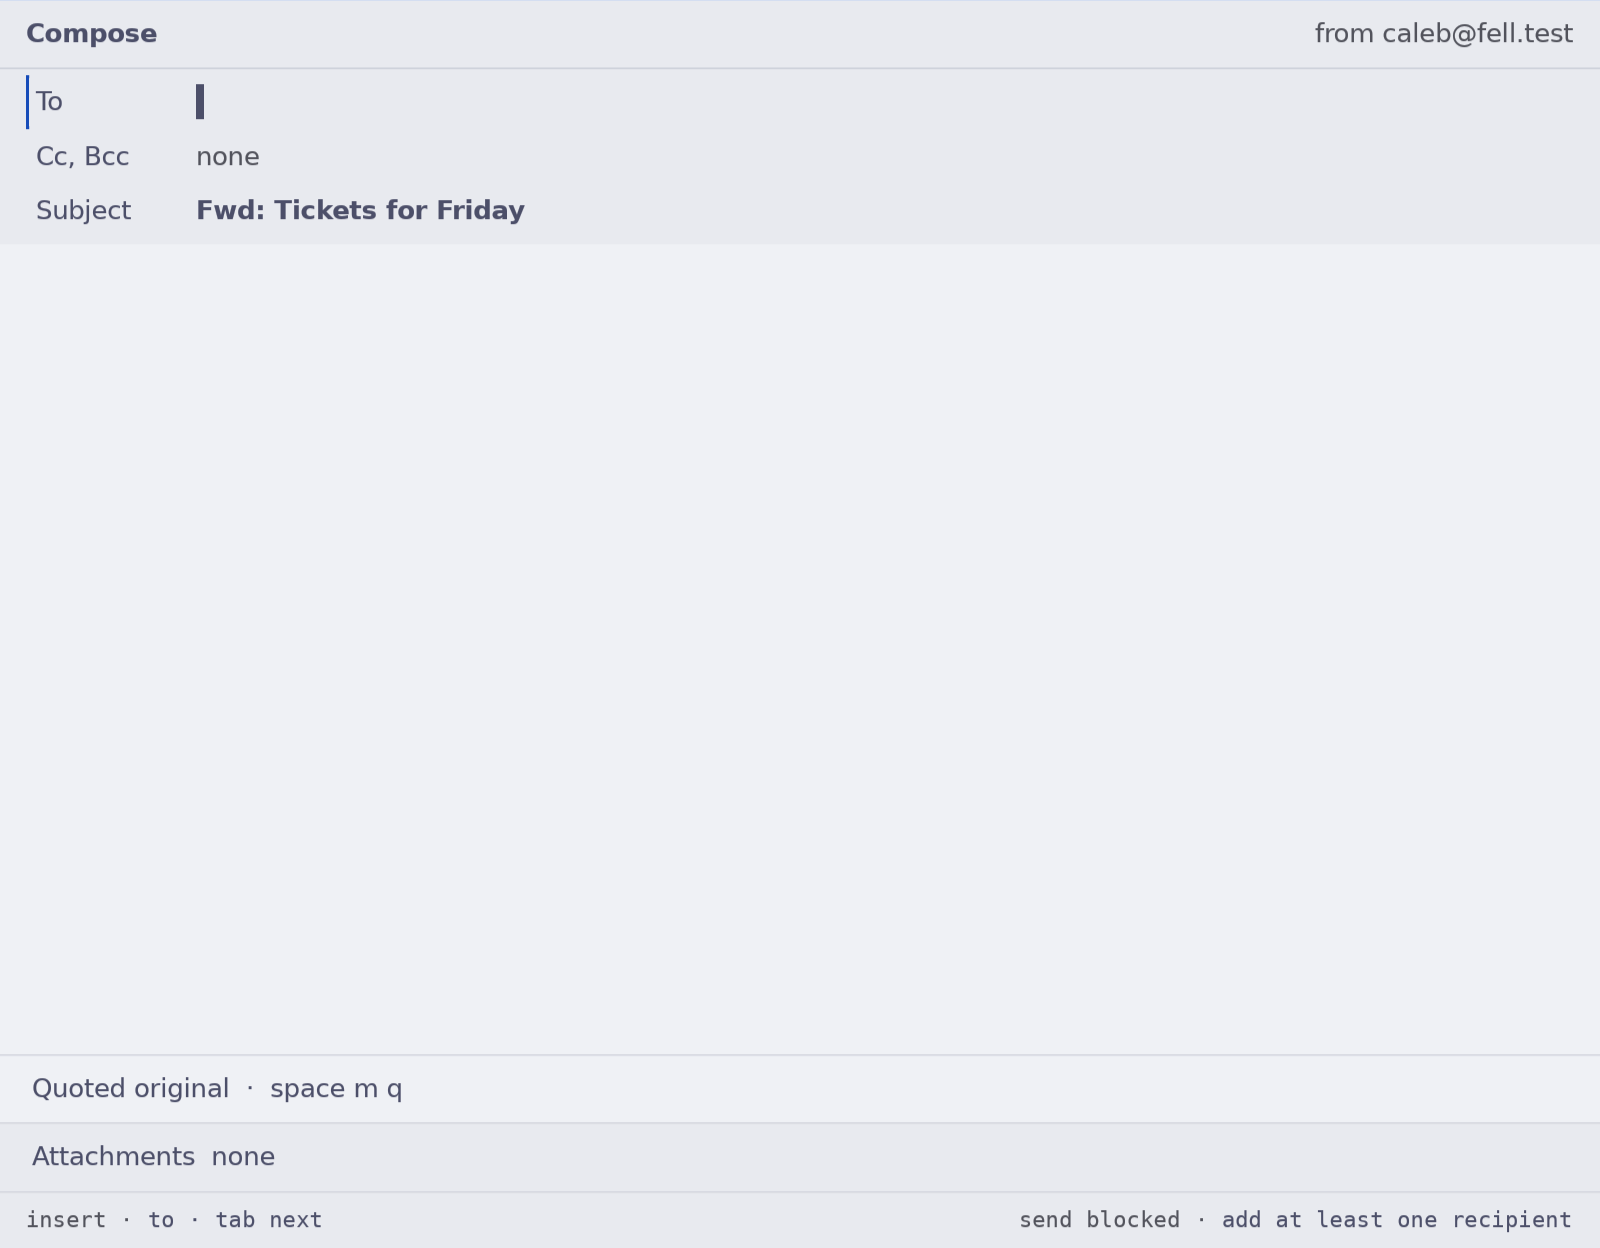 Compose from caleb@fell.test
To
Cc, Bcc none
Subject Fwd: Tickets for Friday
Quoted original · space m q
Attachments none
insert · to · tab next send blocked · add at least one recipient